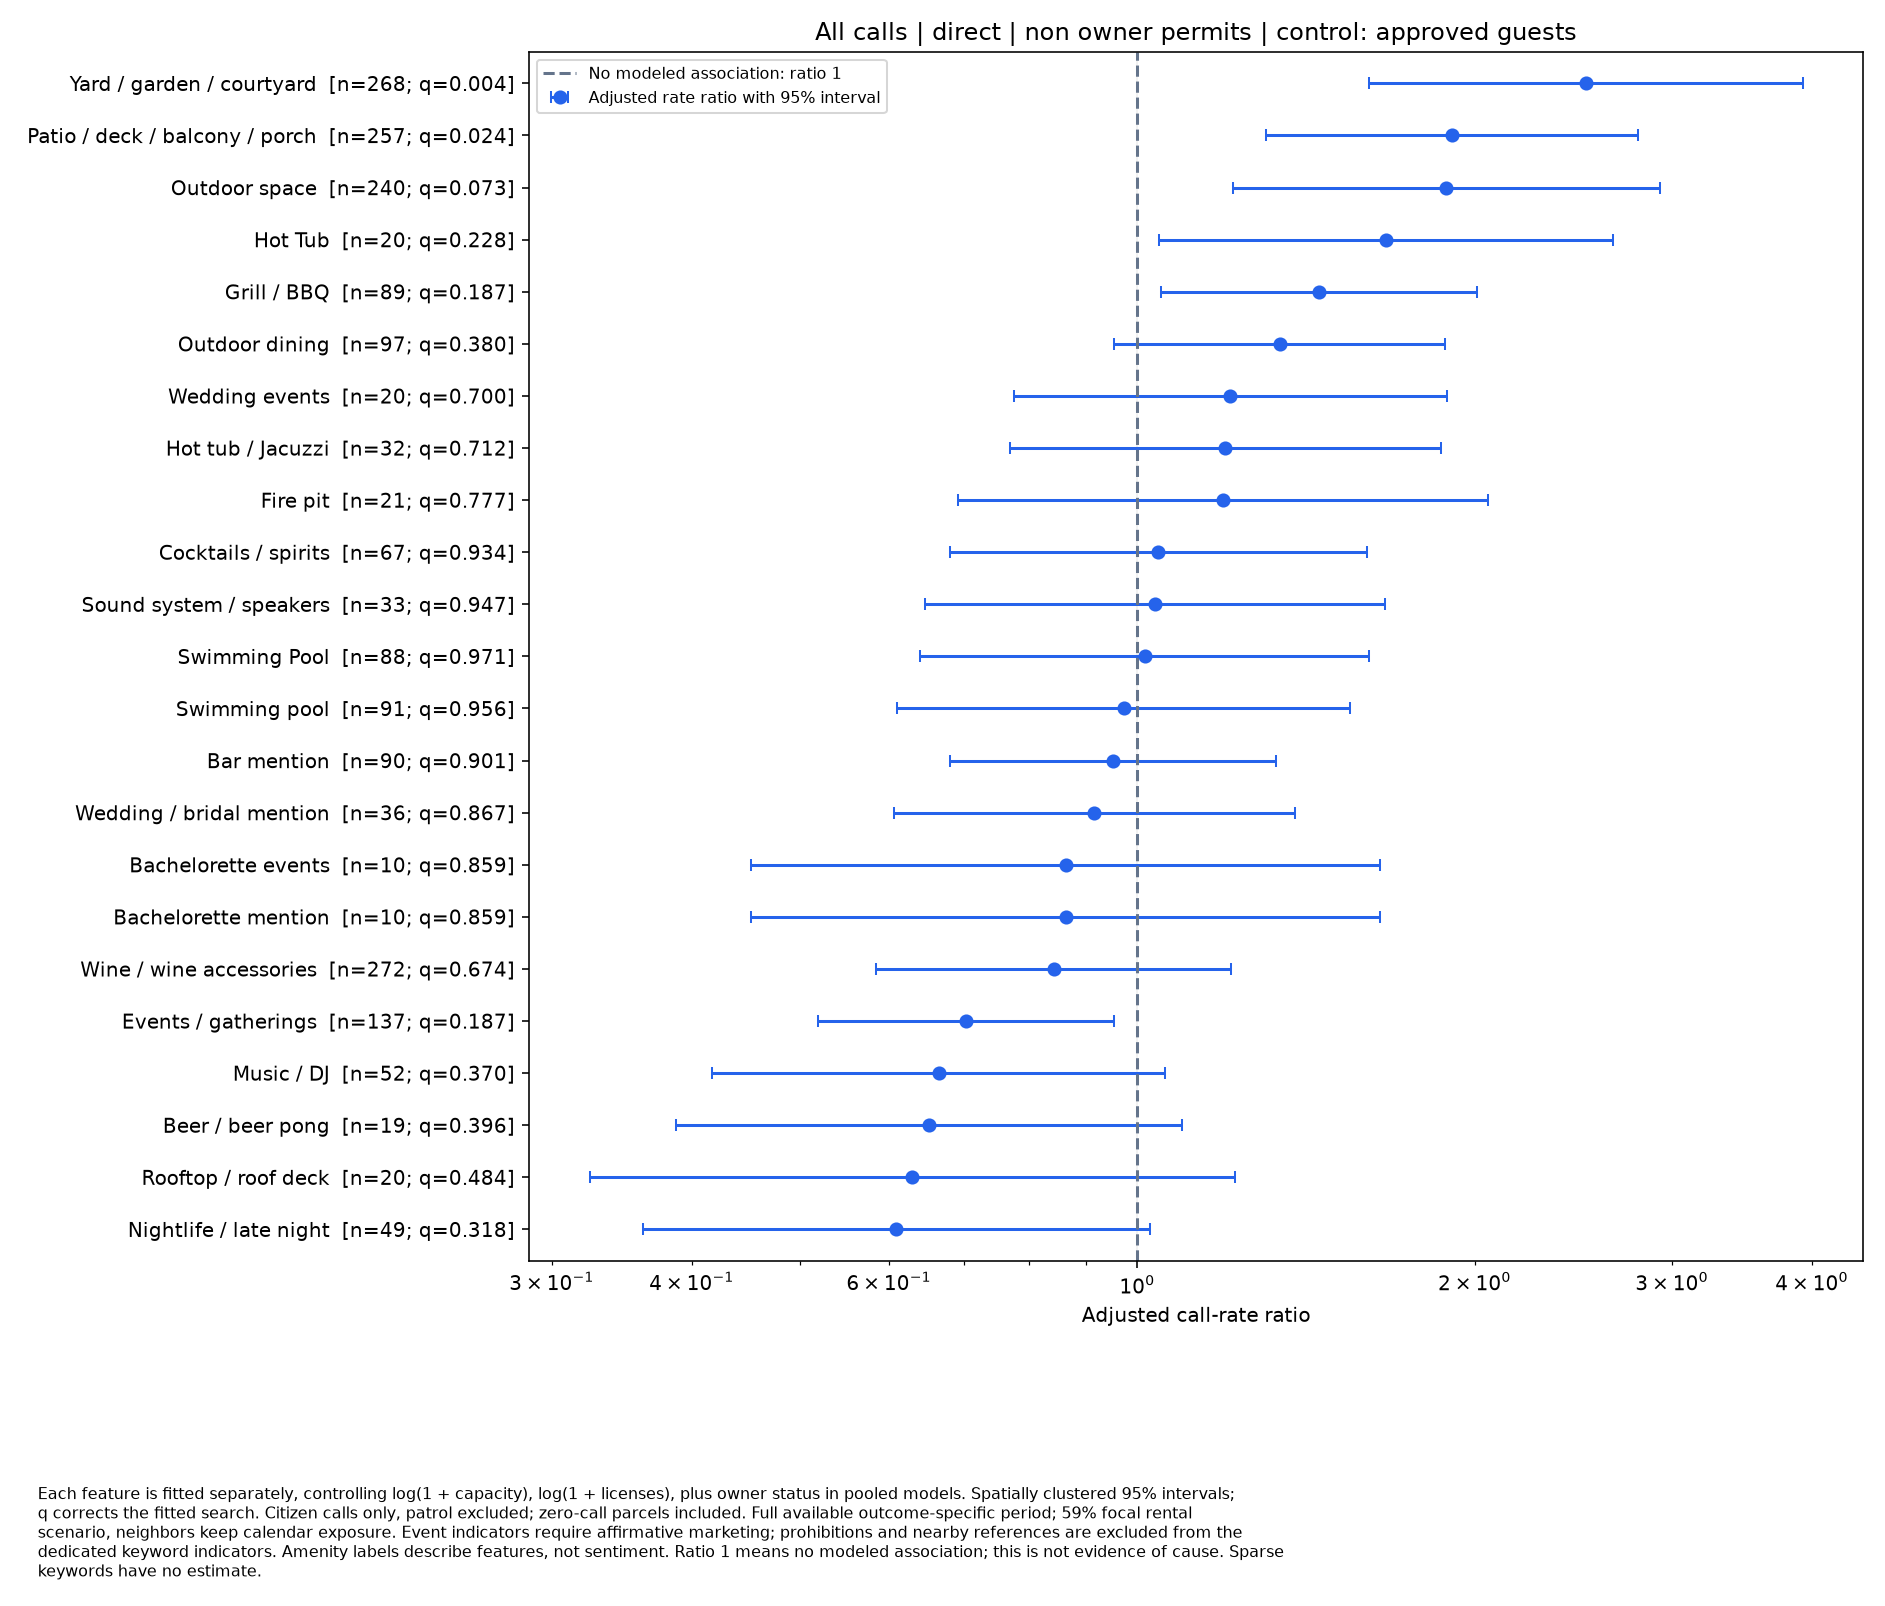 All calls | direct | non owner permits | control: approved guests
No modeled association: ratio 1
Adjusted rate ratio with 95% interval
Yard / garden / courtyard [n=268; q=0.004]
Patio / deck / balcony / porch [n=257; q=0.024]
Outdoor space [n=240; q=0.073]
Hot Tub [n=20; q=0.228]
Grill / BBQ [n=89; q=0.187]
Outdoor dining [n=97; q=0.380]
Wedding events [n=20; q=0.700]
Hot tub / Jacuzzi [n=32; q=0.712]
Fire pit [n=21; q=0.777]
Cocktails / spirits [n=67; q=0.934]
Sound system / speakers [n=33; q=0.947]
Swimming Pool [n=88; q=0.971]
Swimming pool [n=91; q=0.956]
Bar mention [n=90; q=0.901]
Wedding / bridal mention [n=36; q=0.867]
Bachelorette events [n=10; q=0.859]
Bachelorette mention [n=10; q=0.859]
Wine / wine accessories [n=272; q=0.674]
Events / gatherings [n=137; q=0.187]
Music / DJ [n=52; q=0.370]
Beer / beer pong [n=19; q=0.396]
Rooftop / roof deck [n=20; q=0.484]
Nightlife / late night [n=49; q=0.318]
3 × 10⁻¹ 4 × 10⁻¹ 6 × 10⁻¹ 10⁰ 2 × 10⁰ 3 × 10⁰ 4 × 10⁰
Adjusted call-rate ratio
Each feature is fitted separately, controlling log(1 + capacity), log(1 + licenses), plus owner status in pooled models. Spatially clustered 95% intervals;
q corrects the fitted search. Citizen calls only, patrol excluded; zero-call parcels included. Full available outcome-specific period; 59% focal rental
scenario, neighbors keep calendar exposure. Event indicators require affirmative marketing; prohibitions and nearby references are excluded from the
dedicated keyword indicators. Amenity labels describe features, not sentiment. Ratio 1 means no modeled association; this is not evidence of cause. Sparse
keywords have no estimate.